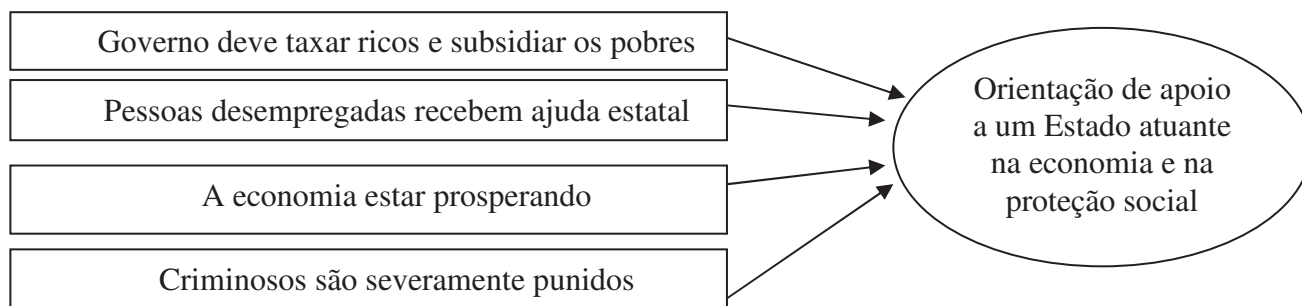 Governo deve taxar ricos e subsidiar os pobres
Pessoas desempregadas recebem ajuda estatal
A economia estar prosperando
Criminosos são severamente punidos
Orientação de apoio
a um Estado atuante
na economia e na
proteção social